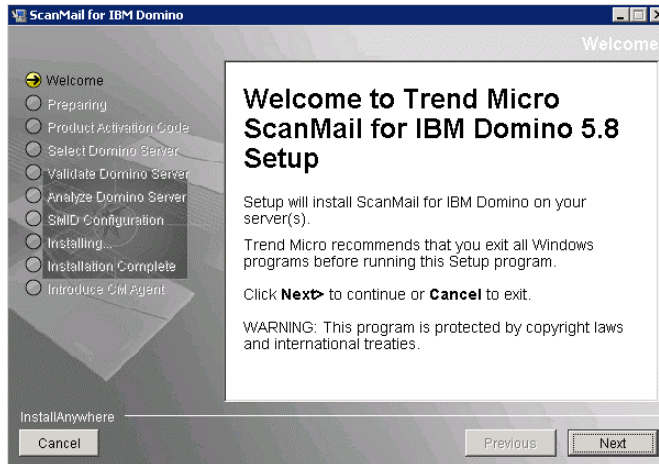 ScanMail for IBM Domino
Welcome
Welcome
Preparing
Product Activation Code
Select Domino Server
Validate Domino Server
Analyze Domino Server
SMID Configuration
Installing...
Installation Complete
Introduce CM Agent
Welcome to Trend Micro
ScanMail for IBM Domino 5.8
Setup
Setup will install ScanMail for IBM Domino on your
server(s).
Trend Micro recommends that you exit all Windows
programs before running this Setup program.
Click Next> to continue or Cancel to exit.
WARNING: This program is protected by copyright laws
and international treaties.
InstallAnywhere
Cancel
Previous
Next